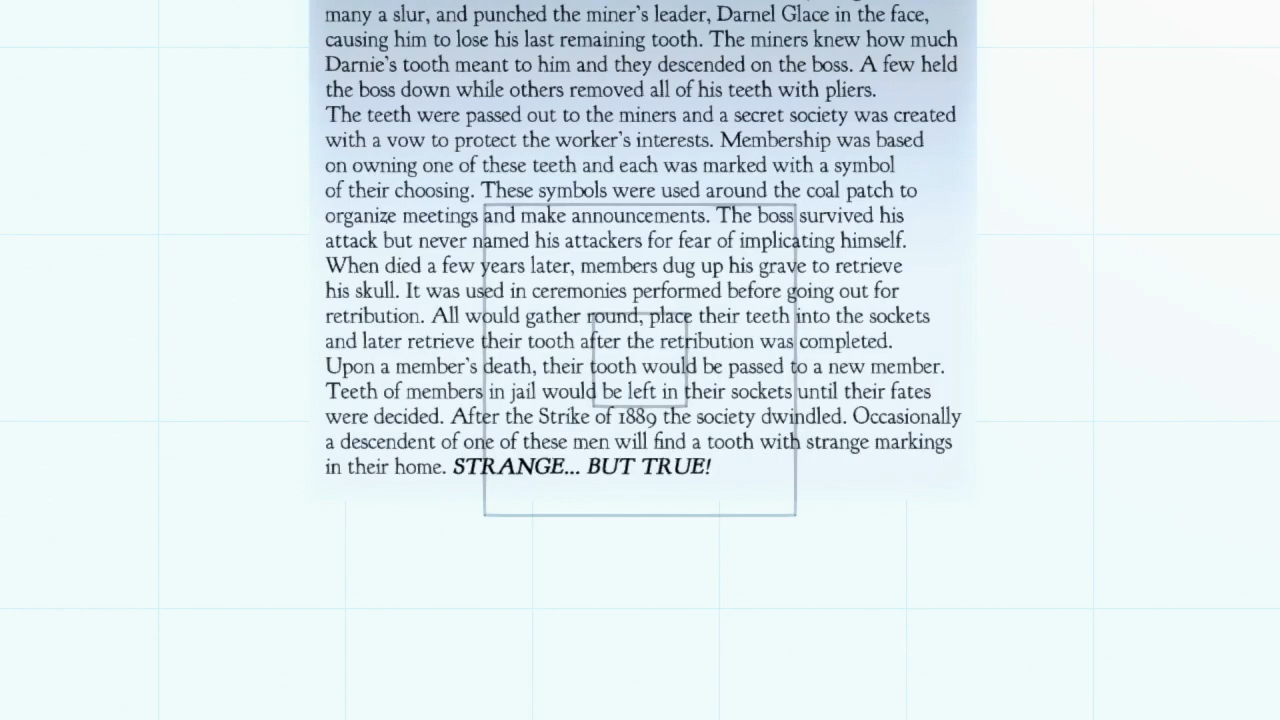 many a slur, and punched the miner's leader, Darnel Glace in the face,
causing him to lose his last remaining tooth. The miners knew how much
Darnie's tooth meant to him and they descended on the boss. A few held
the boss down while others removed all of his teeth with pliers.
The teeth were passed out to the miners and a secret society was created
with a vow to protect the worker's interests. Membership was based
on owning one of these teeth and each was marked with a symbol
of their choosing. These symbols were used around the coal patch to
organize meetings and make announcements. The boss survived his
attack but never named his attackers for fear of implicating himself.
When died a few years later, members dug up his grave to retrieve
his skull. It was used in ceremonies performed before going out for
retribution. All would gather round, place their teeth into the sockets
and later retrieve their tooth after the retribution was completed.
Upon a member's death, their tooth would be passed to a new member.
Teeth of members in jail would be left in their sockets until their fates
were decided. After the Strike of 1889 the society dwindled. Occasionally
a descendent of one of these men will find a tooth with strange markings
in their home. STRANGE... BUT TRUE!